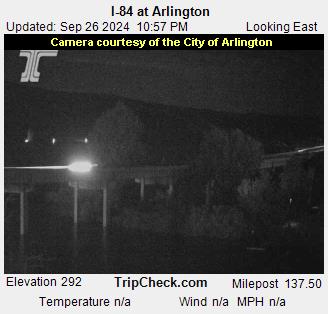 I-84 at Arlington
Updated: Sep 26 2024 10:57 PM Looking East
Camera courtesy of the City of Arlington
Elevation 292 TripCheck.com Milepost 137.50
Temperature n/a Wind n/a MPH n/a